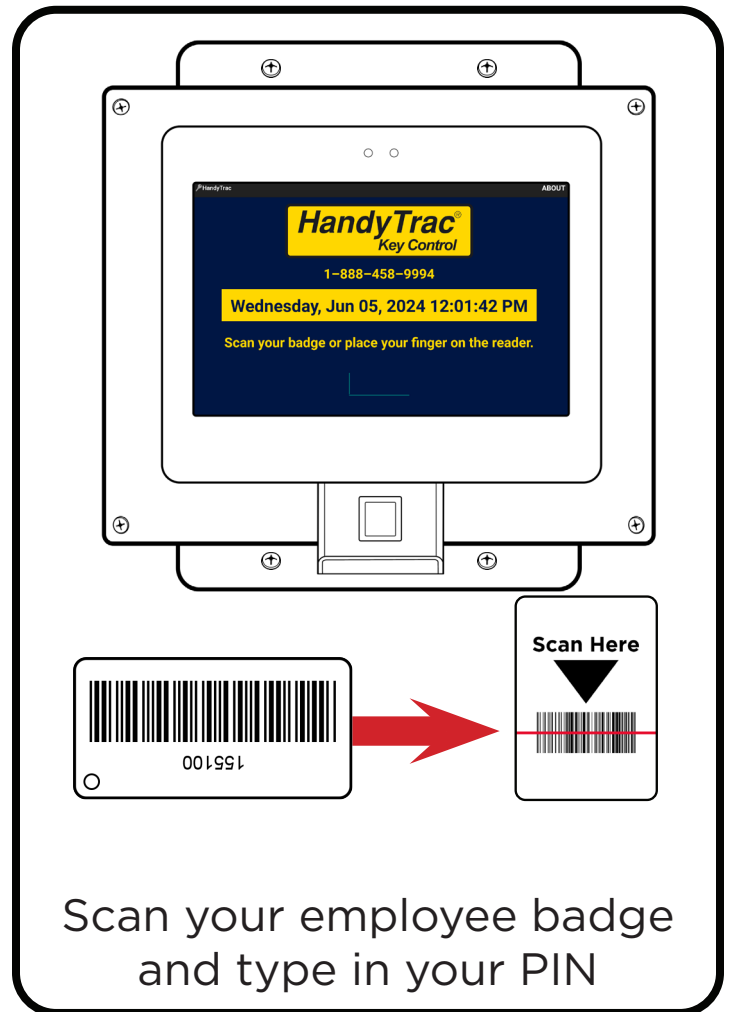 HandyTrac ABOUT
HandyTrac®
Key Control
1-888-458-9994
Wednesday, Jun 05, 2024 12:01:42 PM
Scan your badge or place your finger on the reader.
Scan Here
155100
Scan your employee badge
and type in your PIN